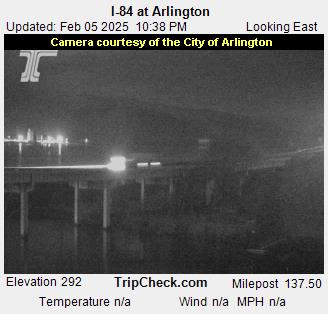 I-84 at Arlington
Updated: Feb 05 2025 10:38 PM Looking East
Camera courtesy of the City of Arlington
Elevation 292 TripCheck.com Milepost 137.50
Temperature n/a Wind n/a MPH n/a